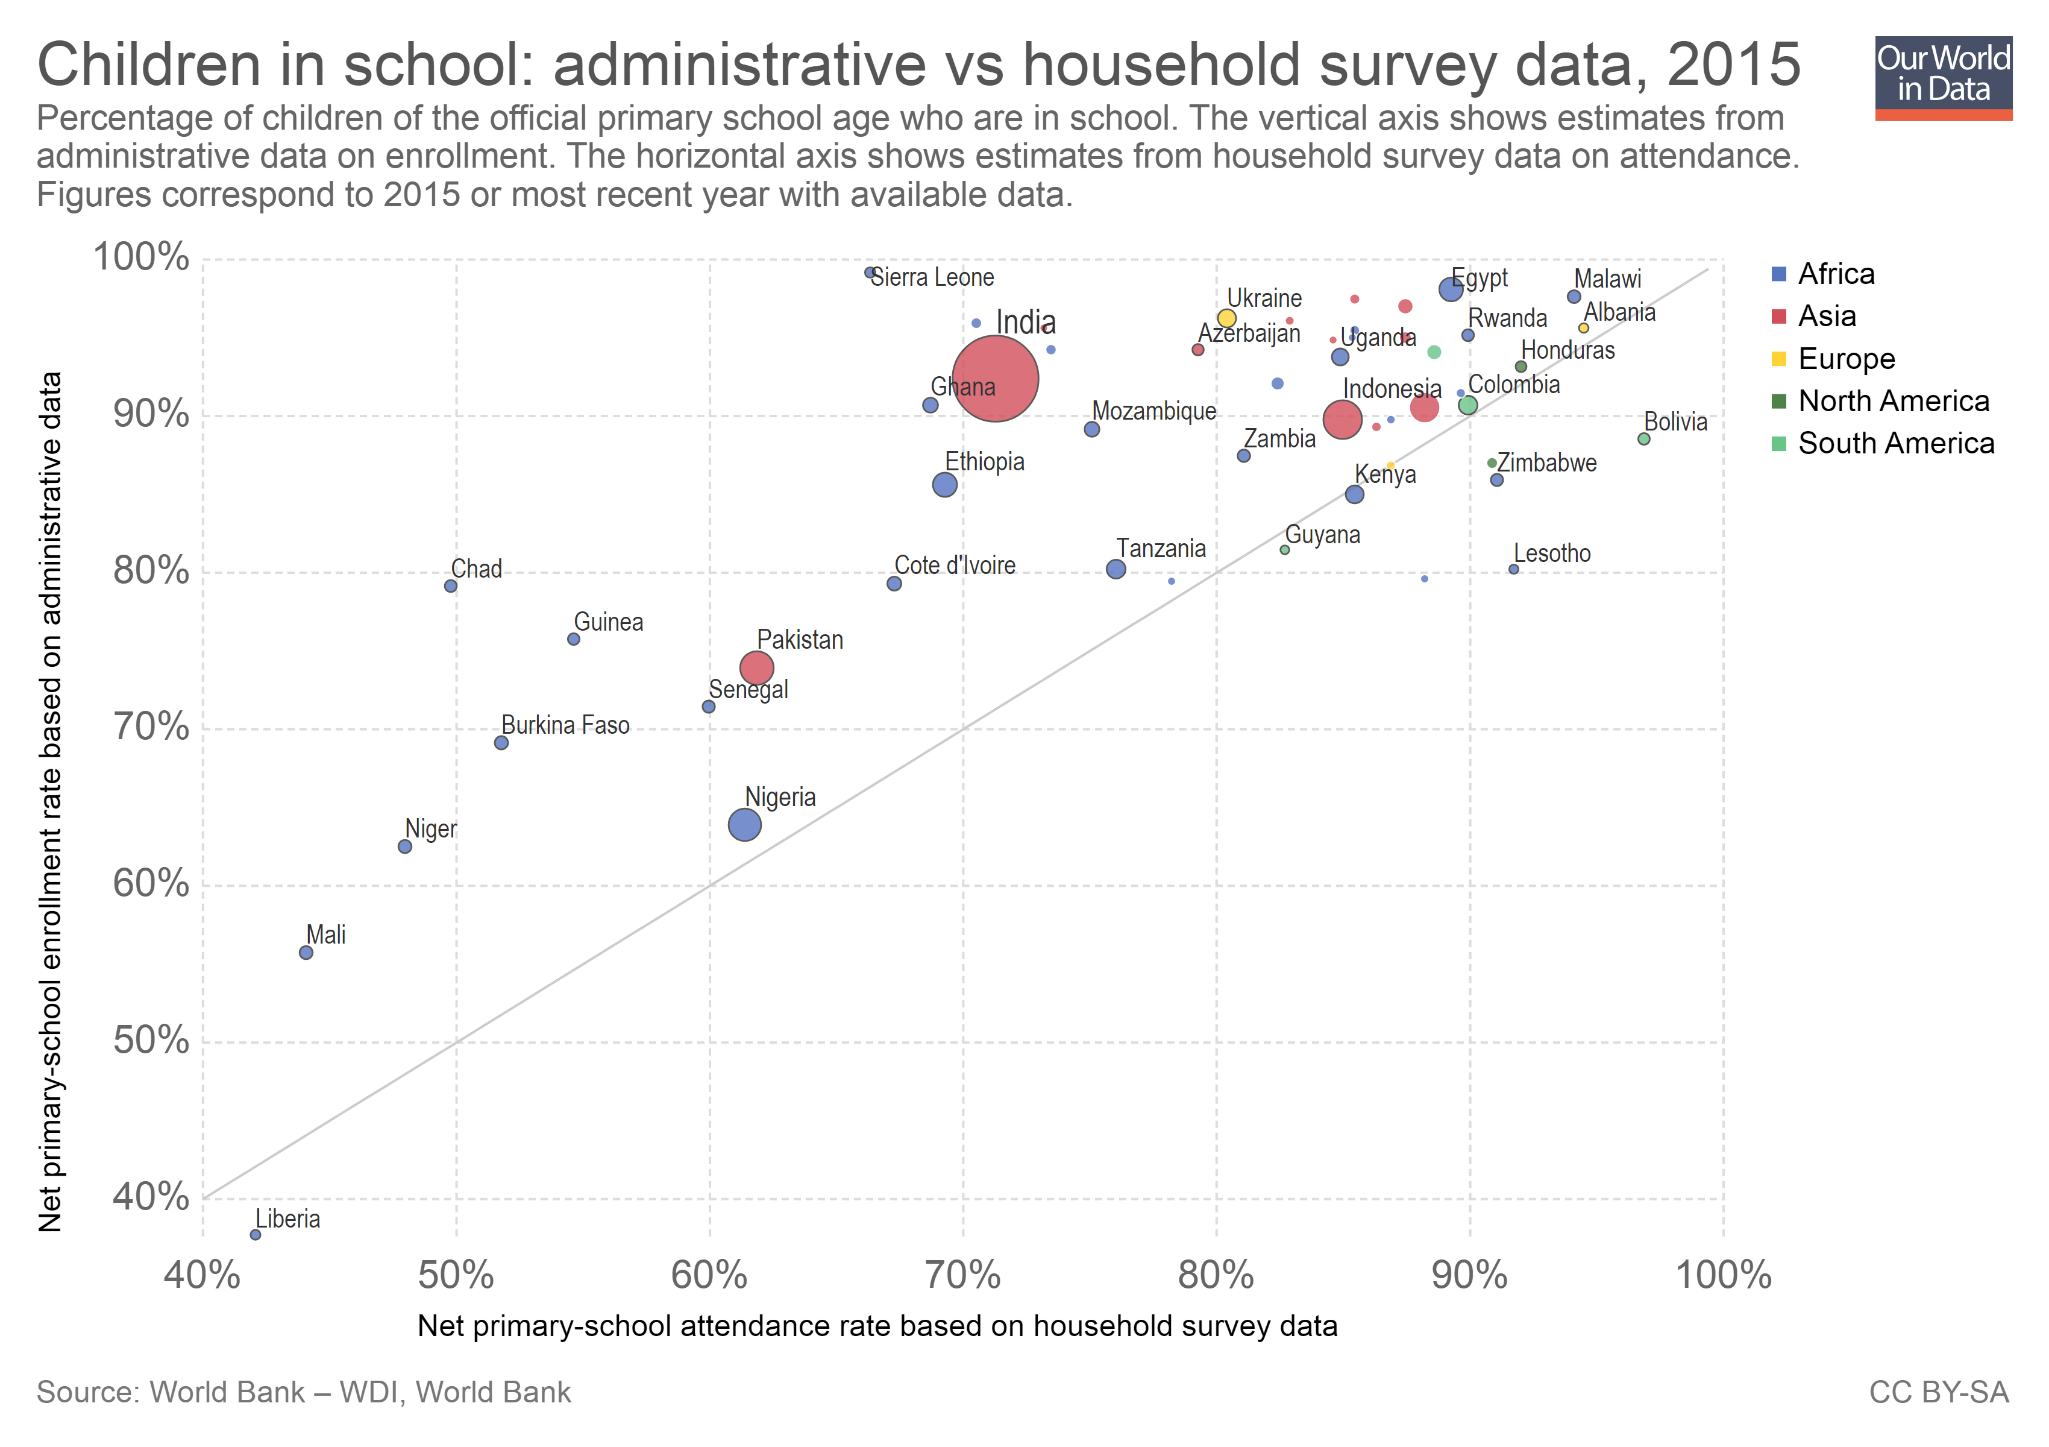 Children in school: administrative vs household survey data, 2015
Our World
in Data
Percentage of children of the official primary school age who are in school. The vertical axis shows estimates from
administrative data on enrollment. The horizontal axis shows estimates from household survey data on attendance.
Figures correspond to 2015 or most recent year with available data.
Net primary-school enrollment rate based on administrative data
100%
90%
80%
70%
60%
50%
40%
Sierra Leone
Egypt
Malawi
Ukraine
Albania
India
Rwanda
Azerbaijan
Uganda
Honduras
Ghana
Indonesia
Colombia
Mozambique
Bolivia
Zambia
Ethiopia
Zimbabwe
Kenya
Guyana
Tanzania
Lesotho
Cote d'Ivoire
Chad
Guinea
Pakistan
Senegal
Burkina Faso
Nigeria
Niger
Mali
Liberia
Africa
Asia
Europe
North America
South America
40%
50%
60%
70%
80%
90%
100%
Net primary-school attendance rate based on household survey data
Source: World Bank – WDI, World Bank
CC BY-SA